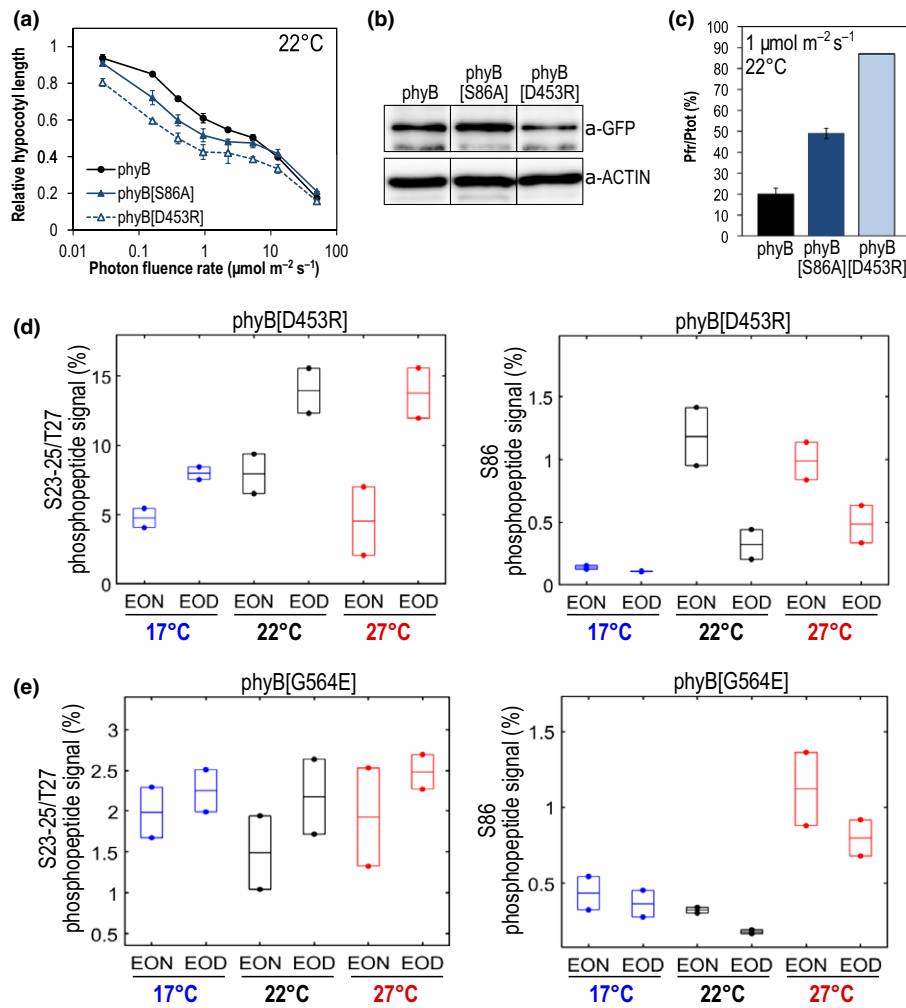 (a)
22°C
Relative hypocotyl length
1
0.8
0.6
0.4
0.2
0
phyB
phyB[S86A]
phyB[D453R]
0.01 0.1 1 10 100
Photon fluence rate (μmol m⁻² s⁻¹)
(b)
phyB
phyB
[S86A]
phyB
[D453R]
a-GFP
a-ACTIN
(c)
1 μmol m⁻² s⁻¹
22°C
Pfr/Ptot (%)
100
90
80
70
60
50
40
30
20
10
0
phyB
phyB
[S86A]
phyB
[D453R]
(d)
phyB[D453R]
S23-25/T27
phosphopeptide signal (%)
15
10
5
0
EON EOD EON EOD EON EOD
17°C 22°C 27°C
phyB[D453R]
S86
phosphopeptide signal (%)
1.5
1
0.5
0
EON EOD EON EOD EON EOD
17°C 22°C 27°C
(e)
phyB[G564E]
S23-25/T27
phosphopeptide signal (%)
3
2.5
2
1.5
1
0.5
EON EOD EON EOD EON EOD
17°C 22°C 27°C
phyB[G564E]
S86
phosphopeptide signal (%)
1.5
1
0.5
0
EON EOD EON EOD EON EOD
17°C 22°C 27°C